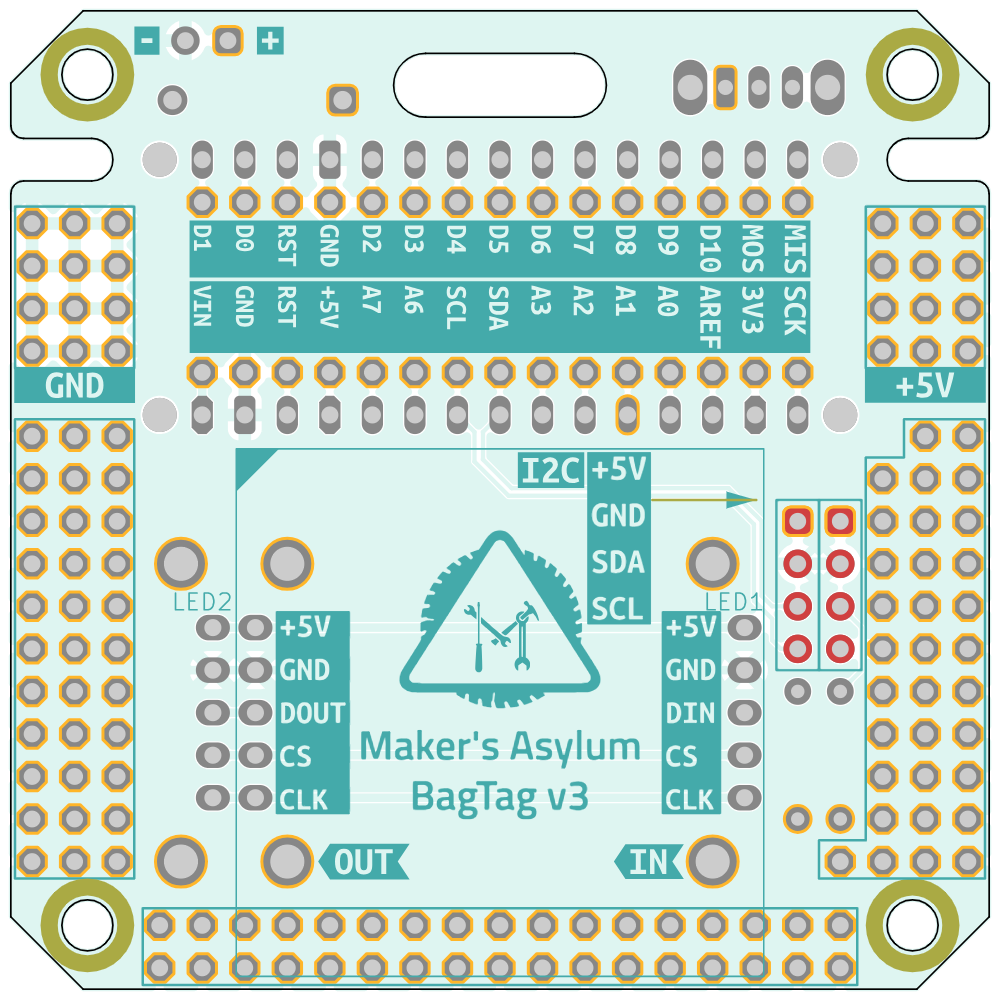 - +
D1 D0 RST GND D2 D3 D4 D5 D6 D7 D8 D9 D10 MOS MIS
VIN GND RST +5V A7 A6 SCL SDA A3 A2 A1 A0 AREF 3V3 SCK
GND
+5V
I2C +5V
GND
SDA
SCL
LED2
LED1
+5V
GND
DOUT
CS
CLK
+5V
GND
DIN
CS
CLK
Maker's Asylum
BagTag v3
OUT
IN